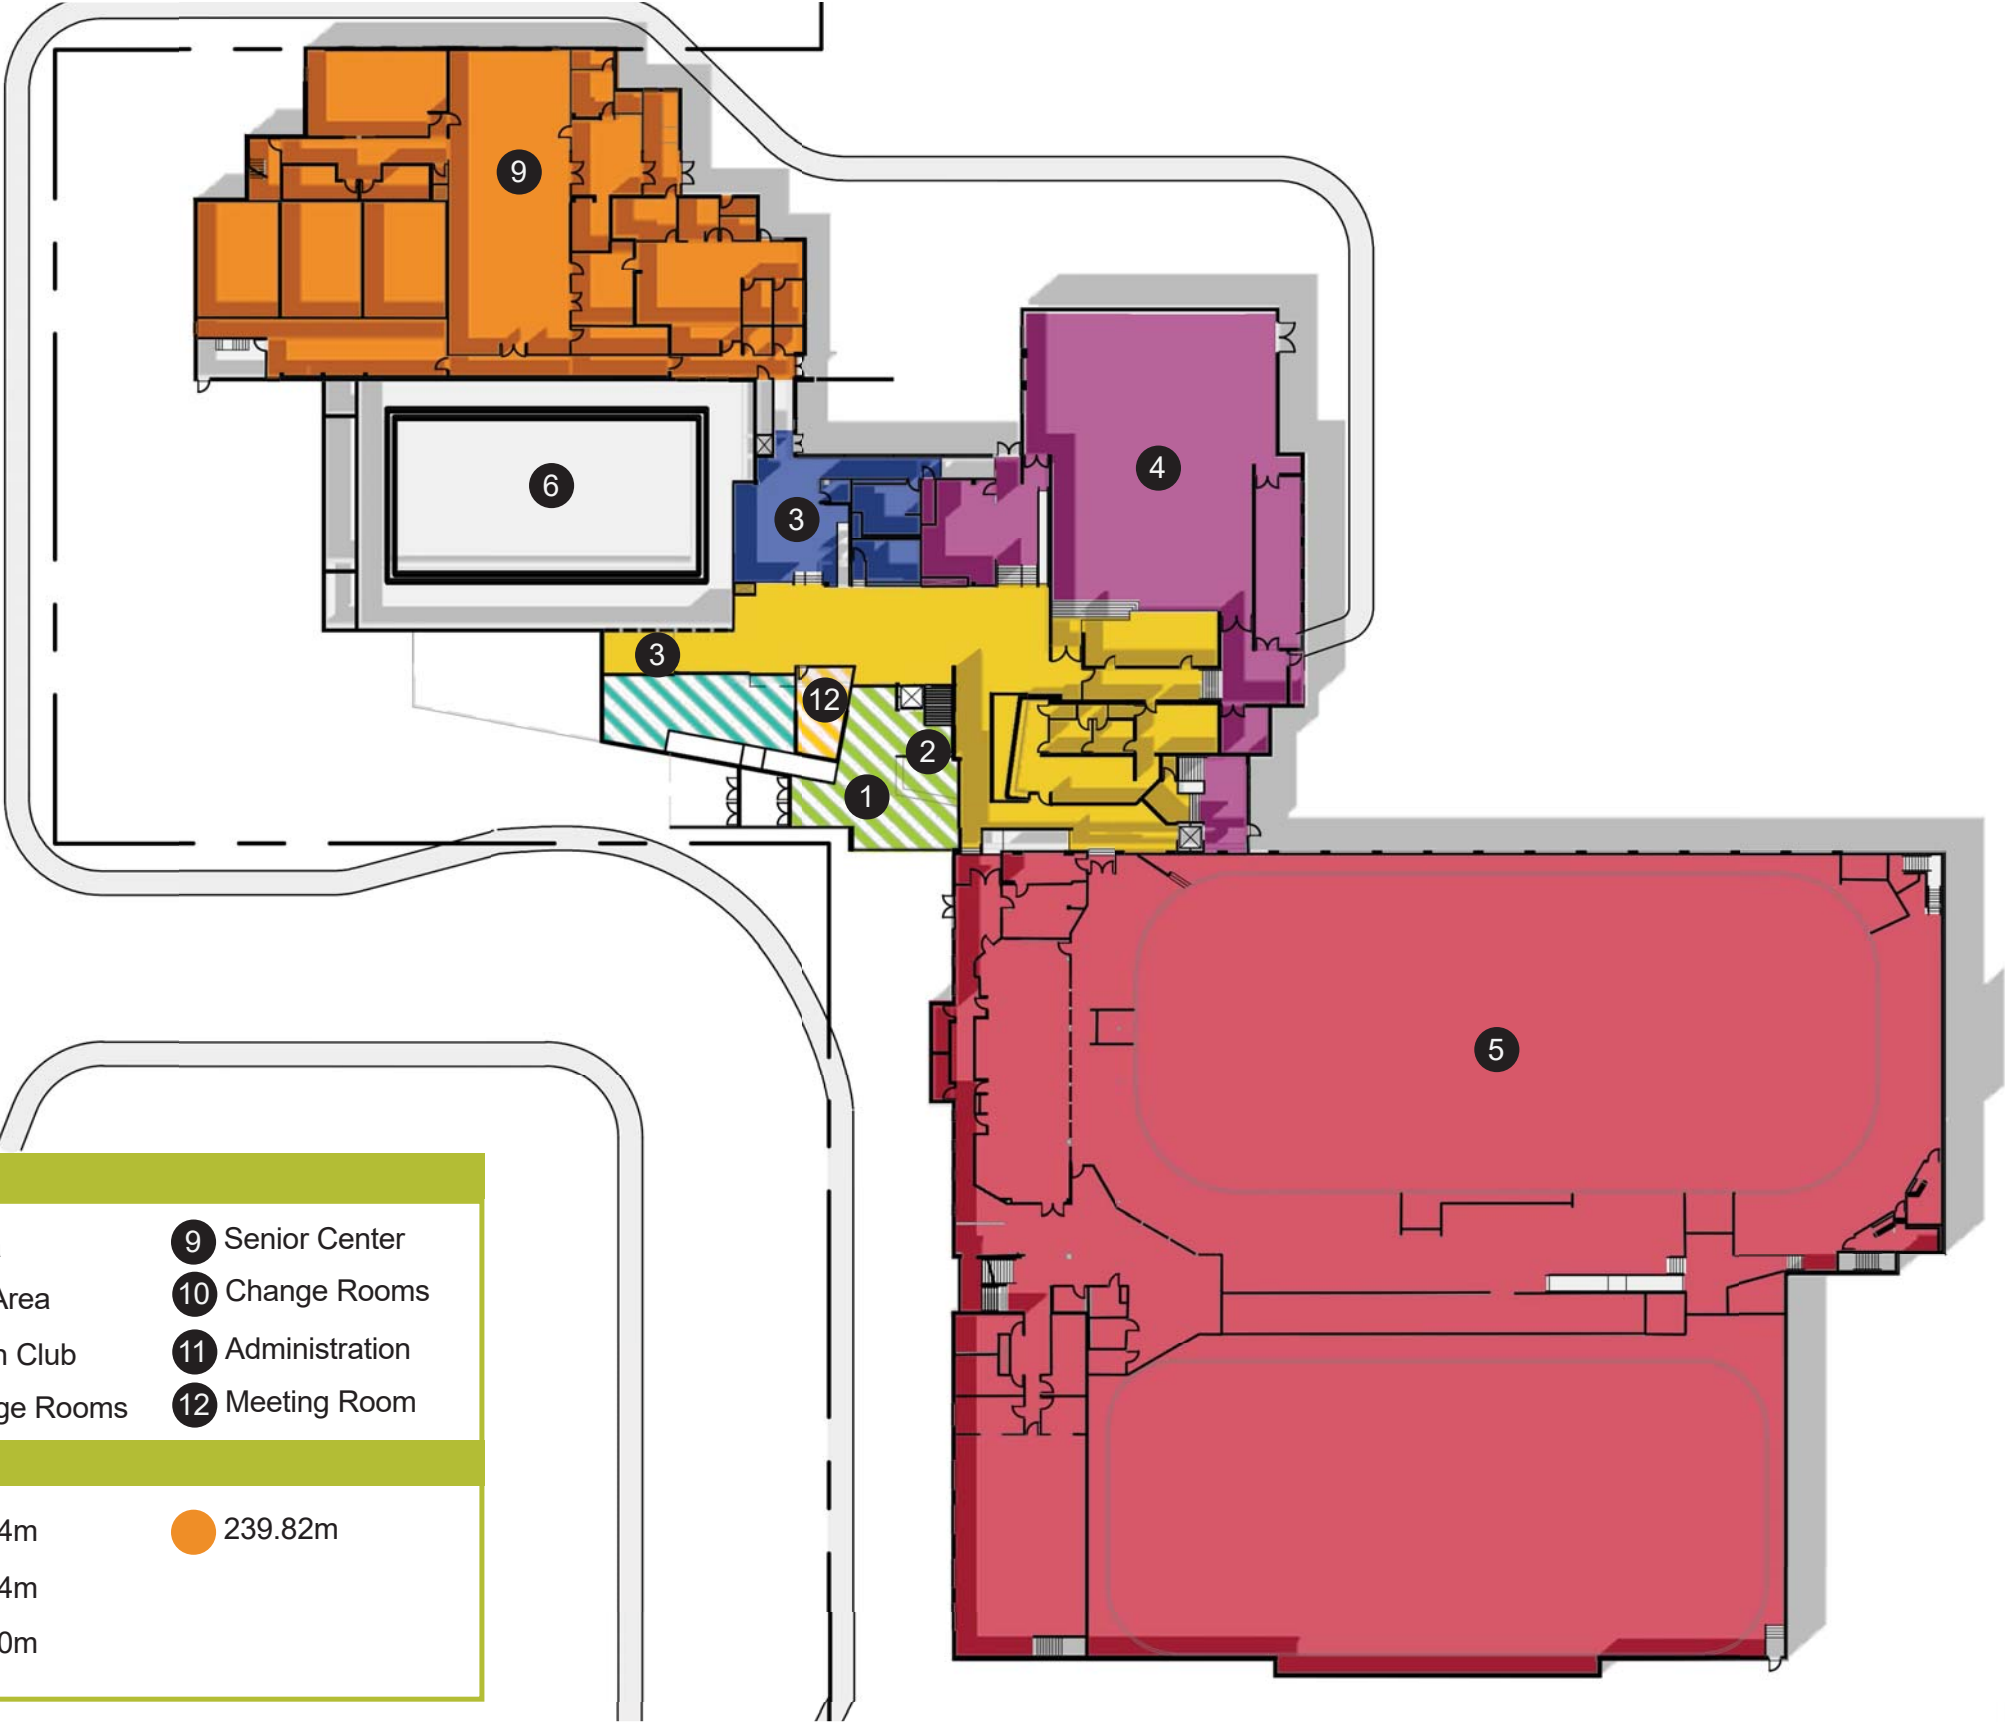 9
6
4
3
3
12
2
1
5
9 Senior Center
Area 10 Change Rooms
Club 11 Administration
Rooms 12 Meeting Room
4m 239.82m
4m
0m